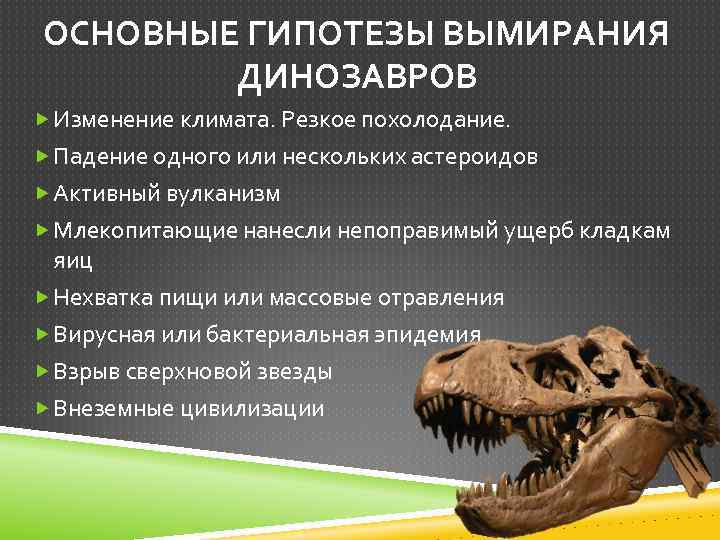 ОСНОВНЫЕ ГИПОТЕЗЫ ВЫМИРАНИЯ
ДИНОЗАВРОВ
Изменение климата. Резкое похолодание.
Падение одного или нескольких астероидов
Активный вулканизм
Млекопитающие нанесли непоправимый ущерб кладкам
яиц
Нехватка пищи или массовые отравления
Вирусная или бактериальная эпидемия
Взрыв сверхновой звезды
Внеземные цивилизации